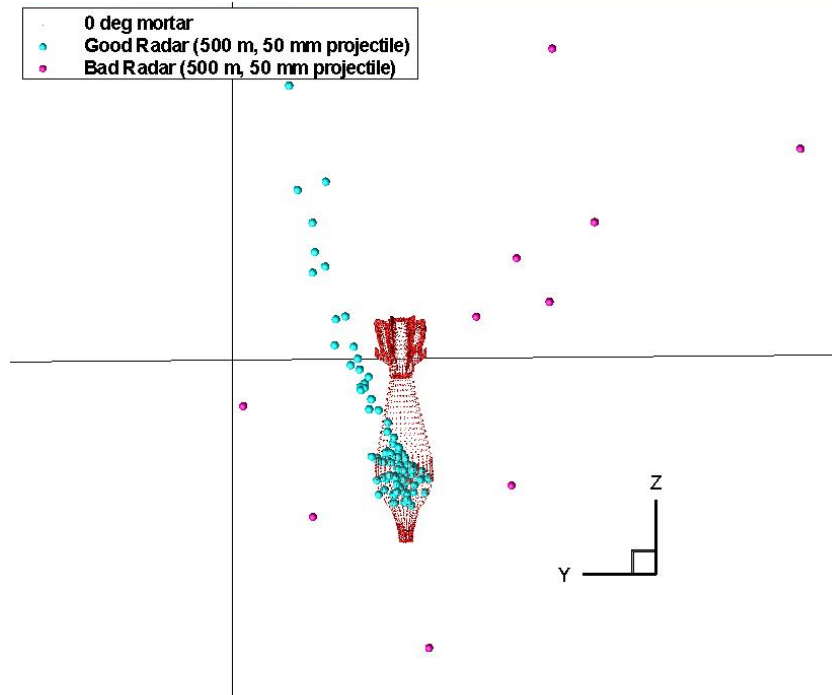 0 deg mortar
Good Radar (500 m, 50 mm projectile)
Bad Radar (500 m, 50 mm projectile)
Z
Y